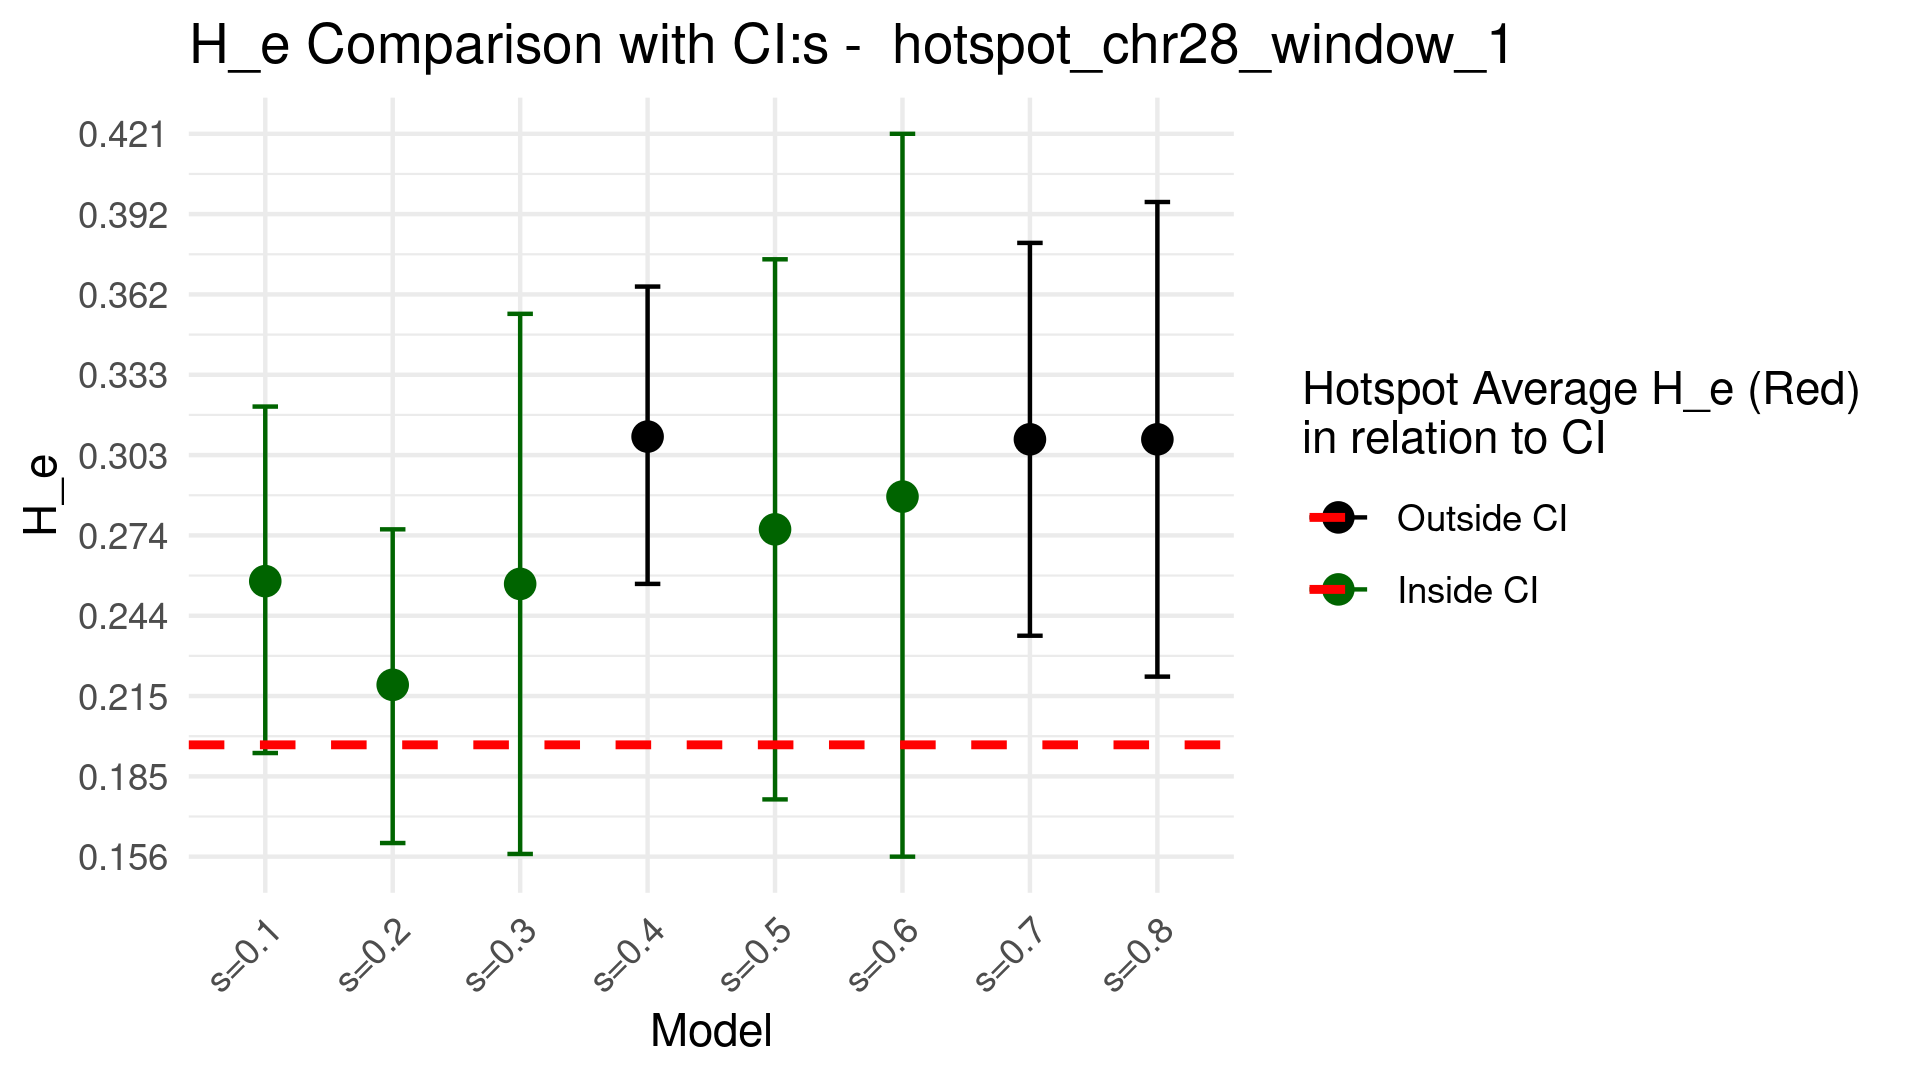 H_e Comparison with CI:s -  hotspot_chr28_window_1
0.421
0.392
0.362
0.333
0.303
0.274
0.244
0.215
0.185
0.156
H_e
s=0.1
s=0.2
s=0.3
s=0.4
s=0.5
s=0.6
s=0.7
s=0.8
Model
Hotspot Average H_e (Red)
in relation to CI
Outside CI
Inside CI